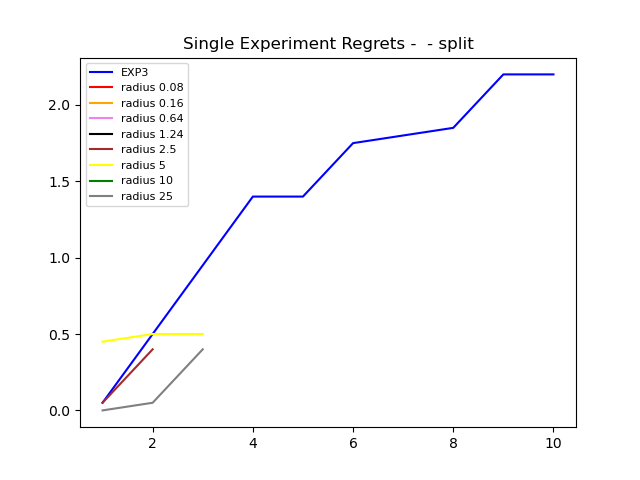 Single Experiment Regrets -  - split
EXP3
radius 0.08
radius 0.16
radius 0.64
radius 1.24
radius 2.5
radius 5
radius 10
radius 25
2.0
1.5
1.0
0.5
0.0
2 4 6 8 10